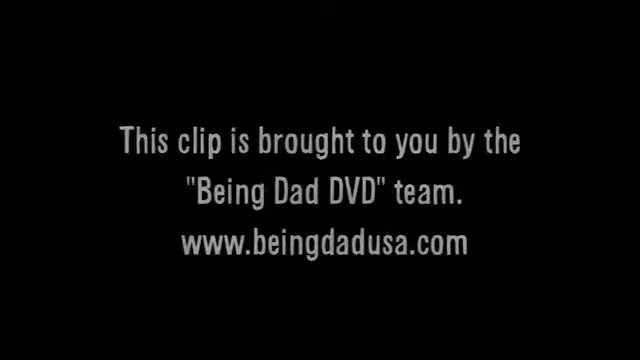 This clip is brought to you by the
"Being Dad DVD" team.
www.beingdadusa.com